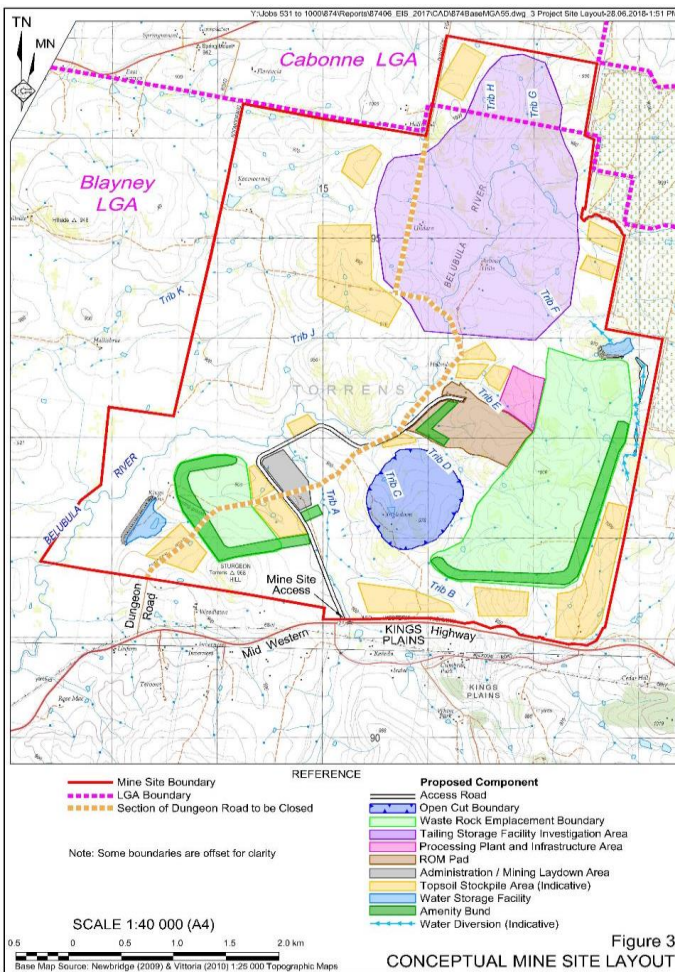 Y:\Jobs 531 to 1000\874\Reports\87406_EIS_2017\CAD\874BaseMGA55.dwg_3 Project Site Layout-28.06.2018-1:51 PM
TN
MN
Cabonne LGA
Blayney
LGA
Trib H
Trib G
15
95
BELUBULA
RIVER
Trib F
Trib K
Trib J
TORRENS
Trib E
Trib D
Trib C
Trib A
Trib B
RIVER
BELUBULA
Kings
Plains
STURGEON
HILL
Mine Site
Access
Dungeon
Road
Mid Western
KINGS Highway
PLAINS
KINGS
PLAINS
90
REFERENCE
Mine Site Boundary
LGA Boundary
Section of Dungeon Road to be Closed
Note: Some boundaries are offset for clarity
Proposed Component
Access Road
Open Cut Boundary
Waste Rock Emplacement Boundary
Tailing Storage Facility Investigation Area
Processing Plant and Infrastructure Area
ROM Pad
Administration / Mining Laydown Area
Topsoil Stockpile Area (Indicative)
Water Storage Facility
Amenity Bund
Water Diversion (Indicative)
SCALE 1:40 000 (A4)
0.5 0 0.5 1.0 1.5 2.0 km
Base Map Source: Newbridge (2009) & Vittoria (2010) 1:25 000 Topographic Maps
Figure 3
CONCEPTUAL MINE SITE LAYOUT